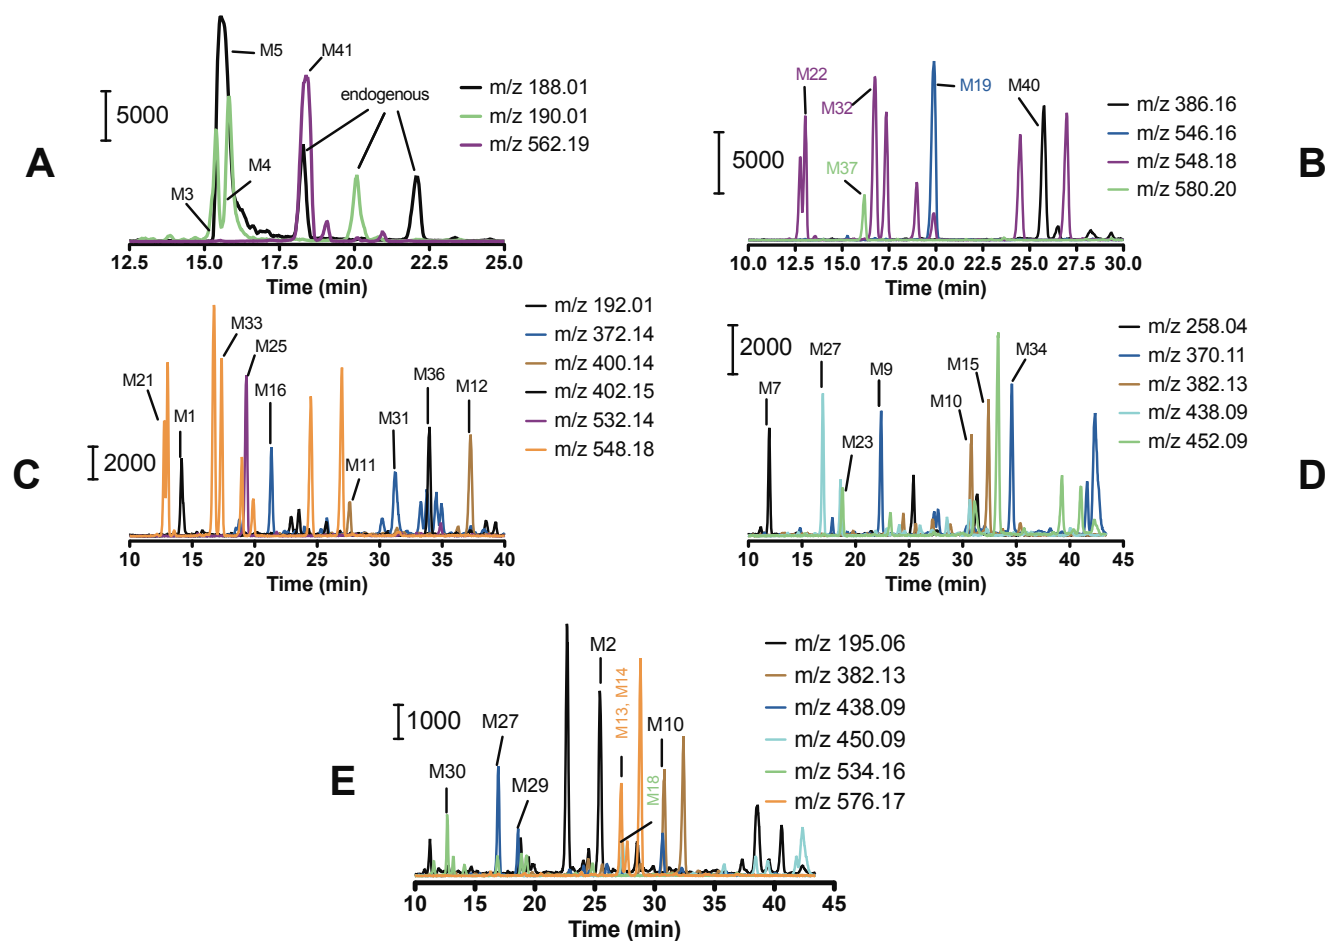 A
5000
M5
M41
endogenous
M3
M4
m/z 188.01
m/z 190.01
m/z 562.19
12.5 15.0 17.5 20.0 22.5 25.0
Time (min)
B
5000
M22
M32
M37
M19
M40
m/z 386.16
m/z 546.16
m/z 548.18
m/z 580.20
10.0 12.5 15.0 17.5 20.0 22.5 25.0 27.5 30.0
Time (min)
C
2000
M21
M1
M33
M25
M16
M11
M31
M36
M12
m/z 192.01
m/z 372.14
m/z 400.14
m/z 402.15
m/z 532.14
m/z 548.18
10 20 30 40
Time (min)
D
2000
M7
M27
M23
M9
M10
M15
M34
m/z 258.04
m/z 370.11
m/z 382.13
m/z 438.09
m/z 452.09
10 15 20 25 30 35 40 45
Time (min)
E
1000
M30
M27
M29
M2
M13, M14
M18
M10
m/z 195.06
m/z 382.13
m/z 438.09
m/z 450.09
m/z 534.16
m/z 576.17
10 15 20 25 30 35 40 45
Time (min)